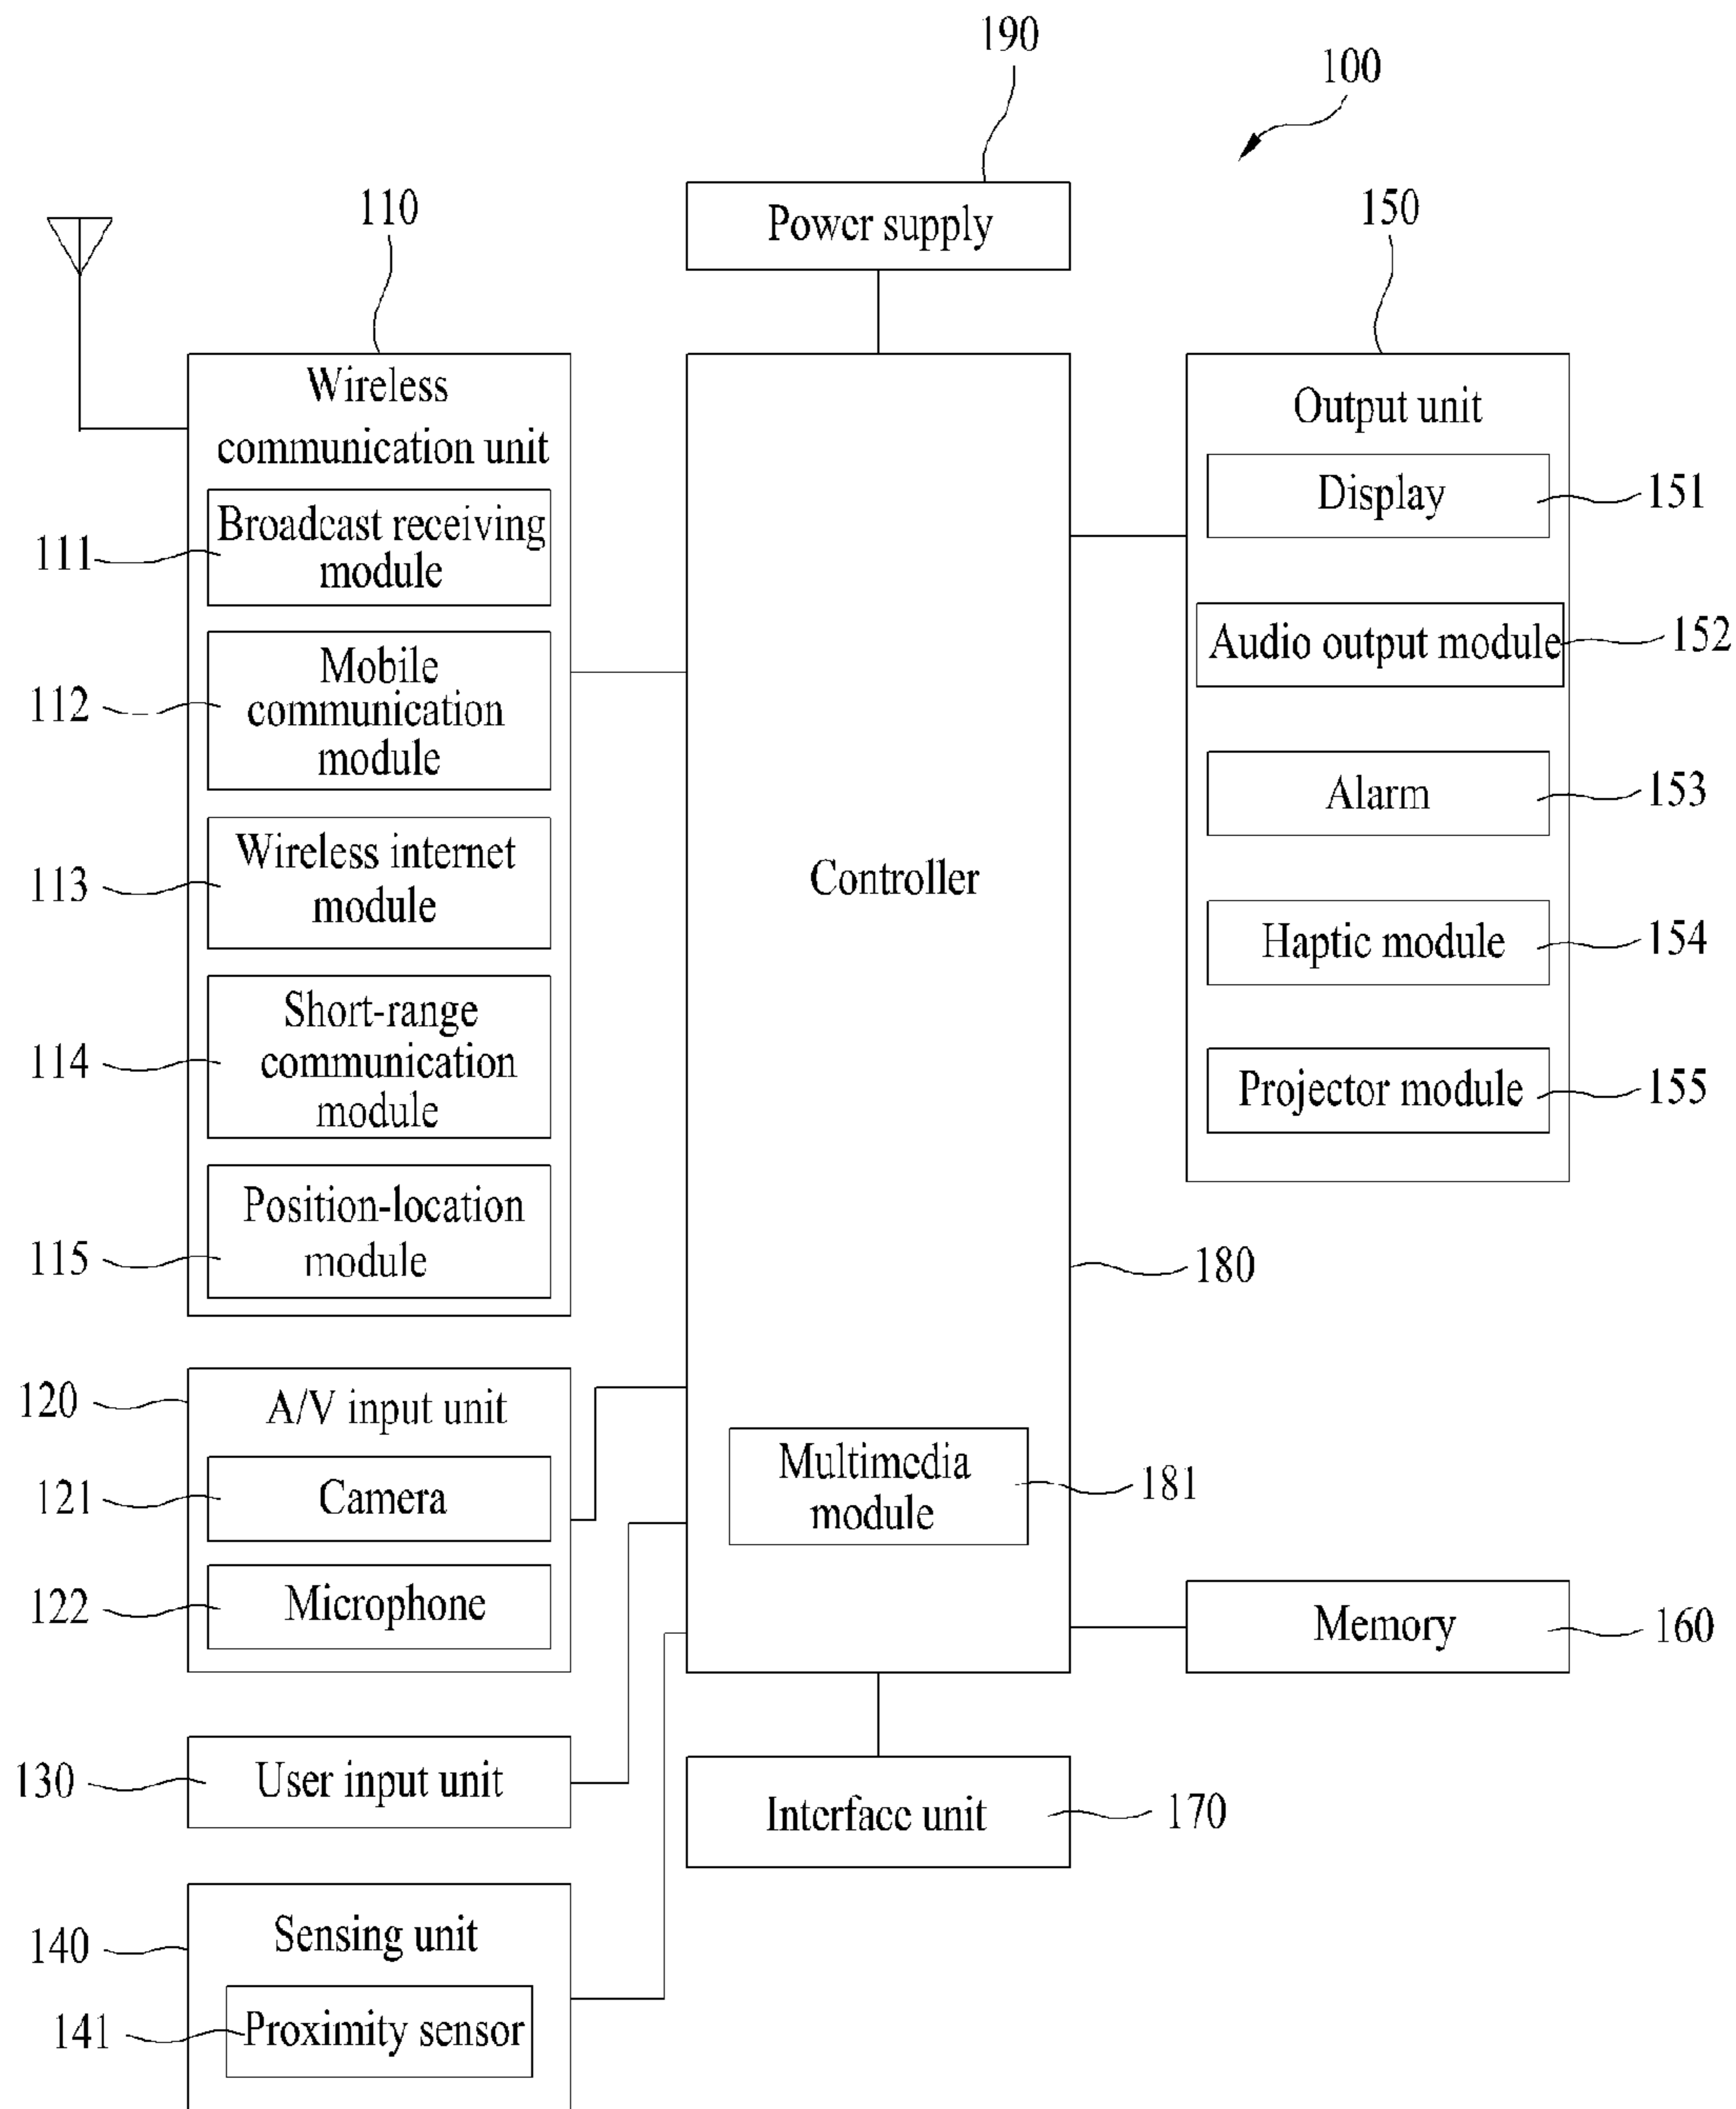 190
100
110
Power supply
150
Wireless
communication unit
Output unit
Broadcast receiving
module
111
Display
151
Mobile
communication
module
112
Audio output module
152
Wireless internet
module
113
Controller
Alarm
153
Short-range
communication
module
114
Haptic module
154
Position-location
module
115
Projector module
155
180
120
A/V input unit
121
Camera
122
Microphone
Multimedia
module
181
Memory
160
130
User input unit
Interface unit
170
140
Sensing unit
141
Proximity sensor